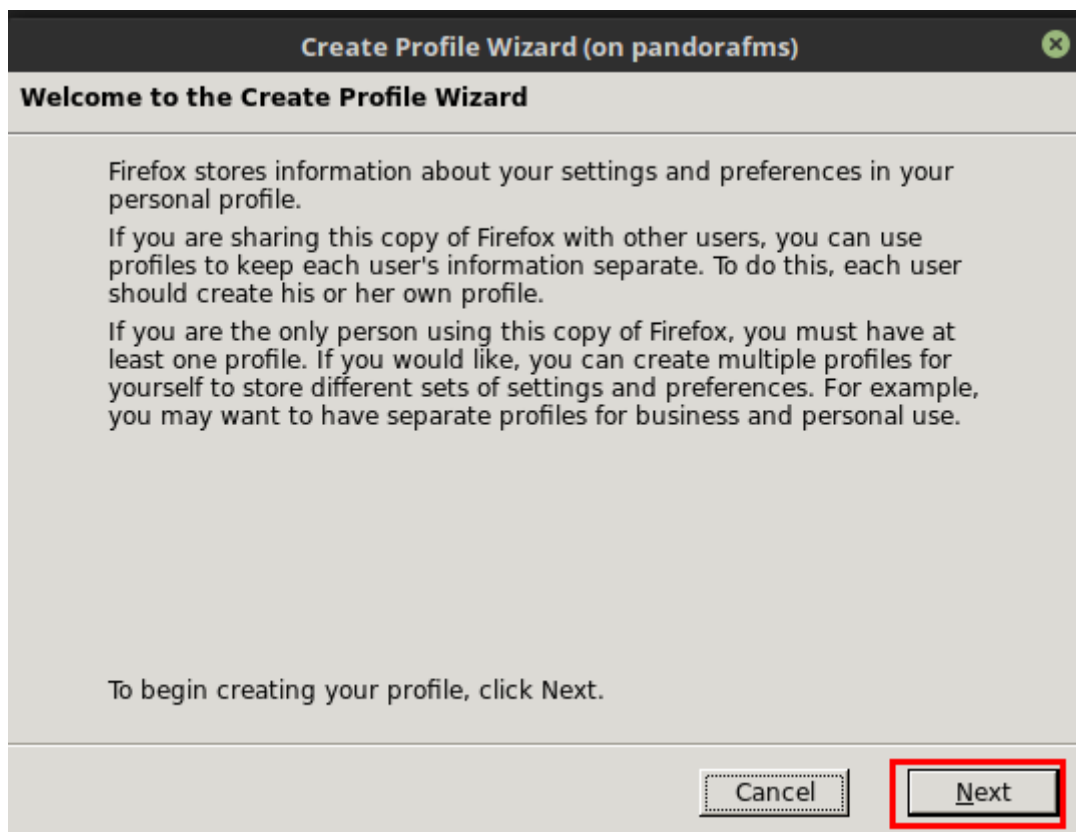 Create Profile Wizard (on pandorafms)
Welcome to the Create Profile Wizard
Firefox stores information about your settings and preferences in your
personal profile.
If you are sharing this copy of Firefox with other users, you can use
profiles to keep each user's information separate. To do this, each user
should create his or her own profile.
If you are the only person using this copy of Firefox, you must have at
least one profile. If you would like, you can create multiple profiles for
yourself to store different sets of settings and preferences. For example,
you may want to have separate profiles for business and personal use.
To begin creating your profile, click Next.
Cancel
Next